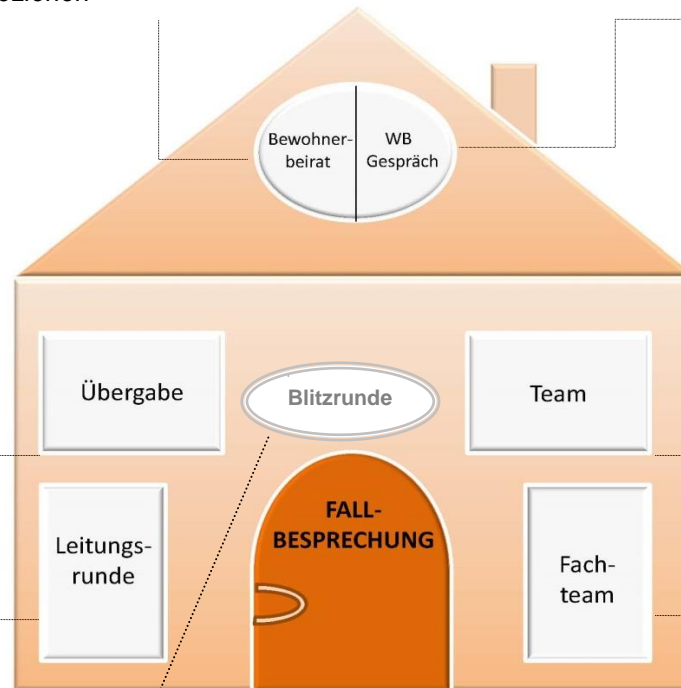 Bewohner-
beirat
WB
Gespräch
Übergabe
Blitzrunde
Team
FALL-
BESPRECHUNG
Leitungs-
runde
Fach-
team